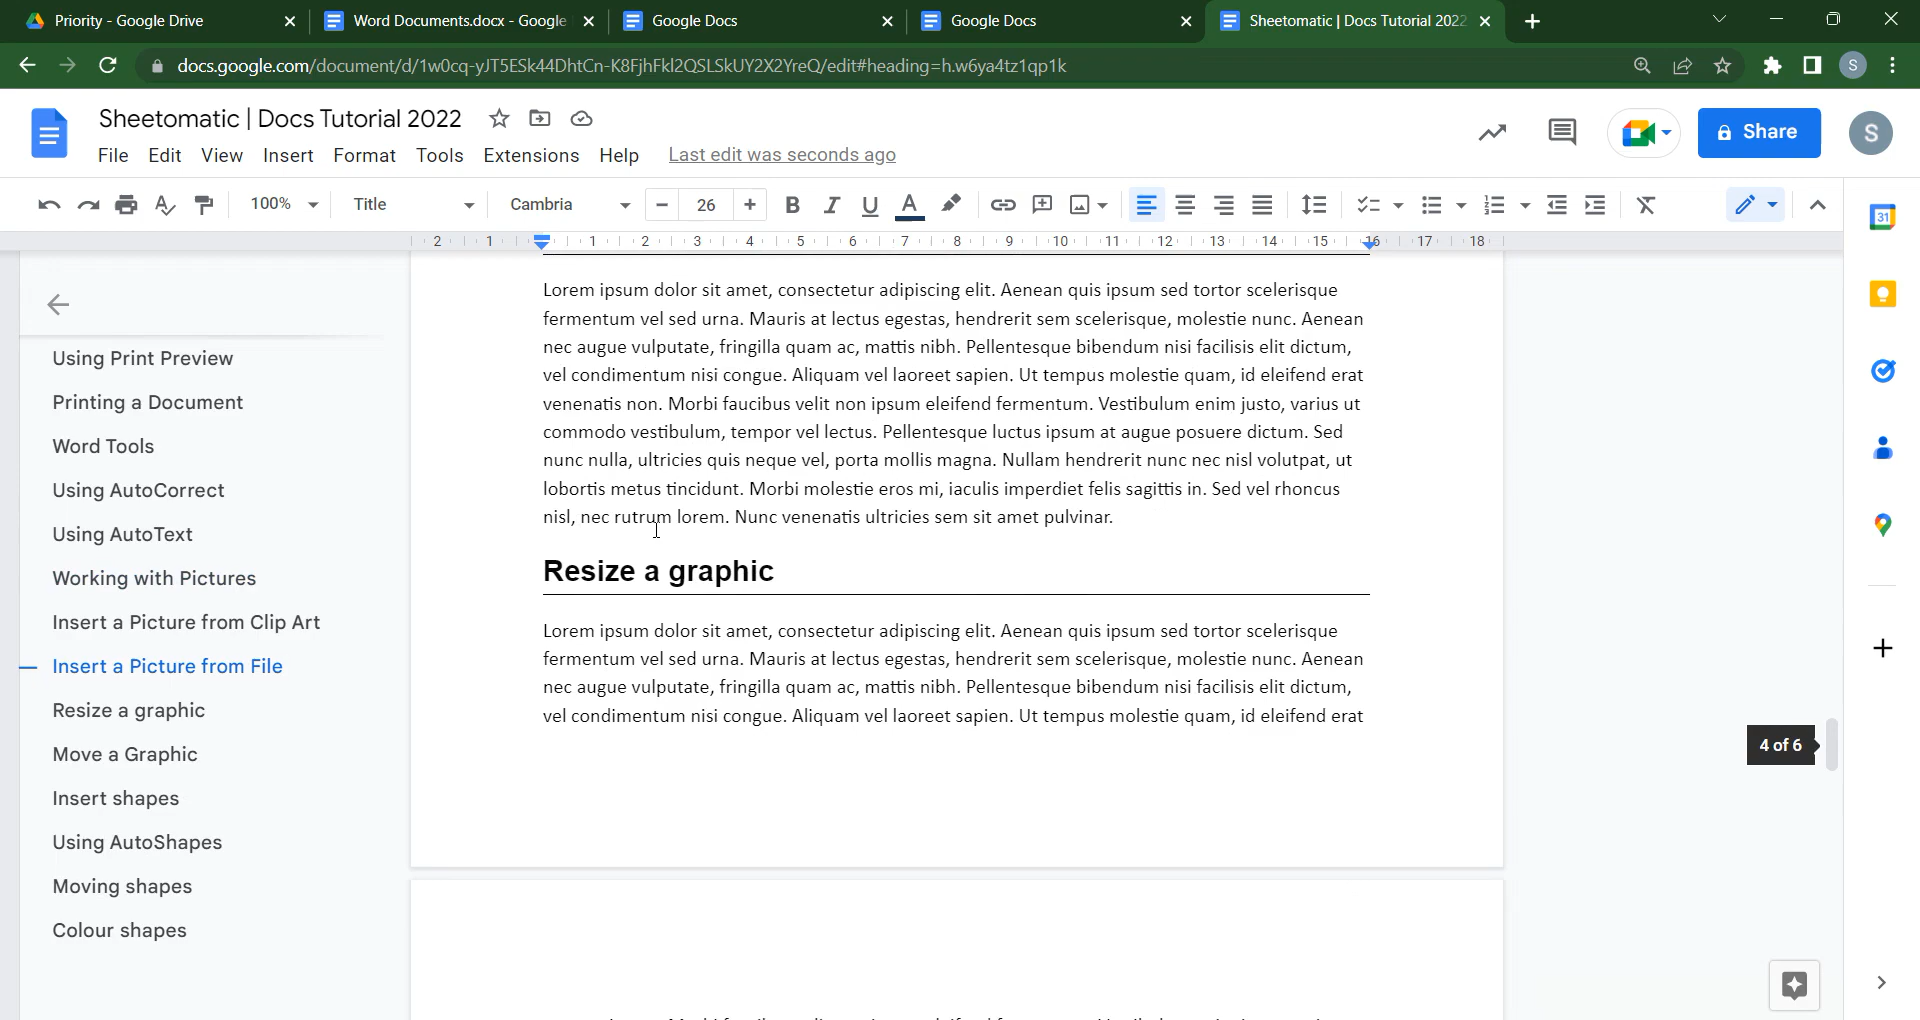 Priority - Google Drive
Word Documents.docx - Google
Google Docs
Google Docs
Sheetomatic | Docs Tutorial 2022
docs.google.com/document/d/1w0cq-yJT5ESk44DhtCn-K8FjhFkl2QSLSkUY2X2YreQ/edit#heading=h.w6ya4tz1qp1k
S
Sheetomatic | Docs Tutorial 2022
Share
S
File Edit View Insert Format Tools Extensions Help Last edit was seconds ago
100% Title Cambria 26 B I U A
2 1 1 2 3 4 5 6 7 8 9 10 11 12 13 14 15 16 17 18
31
Using Print Preview
Printing a Document
Word Tools
Using AutoCorrect
Using AutoText
Working with Pictures
Insert a Picture from Clip Art
Insert a Picture from File
Resize a graphic
Move a Graphic
Insert shapes
Using AutoShapes
Moving shapes
Colour shapes
Lorem ipsum dolor sit amet, consectetur adipiscing elit. Aenean quis ipsum sed tortor scelerisque
fermentum vel sed urna. Mauris at lectus egestas, hendrerit sem scelerisque, molestie nunc. Aenean
nec augue vulputate, fringilla quam ac, mattis nibh. Pellentesque bibendum nisi facilisis elit dictum,
vel condimentum nisi congue. Aliquam vel laoreet sapien. Ut tempus molestie quam, id eleifend erat
venenatis non. Morbi faucibus velit non ipsum eleifend fermentum. Vestibulum enim justo, varius ut
commodo vestibulum, tempor vel lectus. Pellentesque luctus ipsum at augue posuere dictum. Sed
nunc nulla, ultricies quis neque vel, porta mollis magna. Nullam hendrerit nunc nec nisl volutpat, ut
lobortis metus tincidunt. Morbi molestie eros mi, iaculis imperdiet felis sagittis in. Sed vel rhoncus
nisl, nec rutrum lorem. Nunc venenatis ultricies sem sit amet pulvinar.
Resize a graphic
Lorem ipsum dolor sit amet, consectetur adipiscing elit. Aenean quis ipsum sed tortor scelerisque
fermentum vel sed urna. Mauris at lectus egestas, hendrerit sem scelerisque, molestie nunc. Aenean
nec augue vulputate, fringilla quam ac, mattis nibh. Pellentesque bibendum nisi facilisis elit dictum,
vel condimentum nisi congue. Aliquam vel laoreet sapien. Ut tempus molestie quam, id eleifend erat
4 of 6